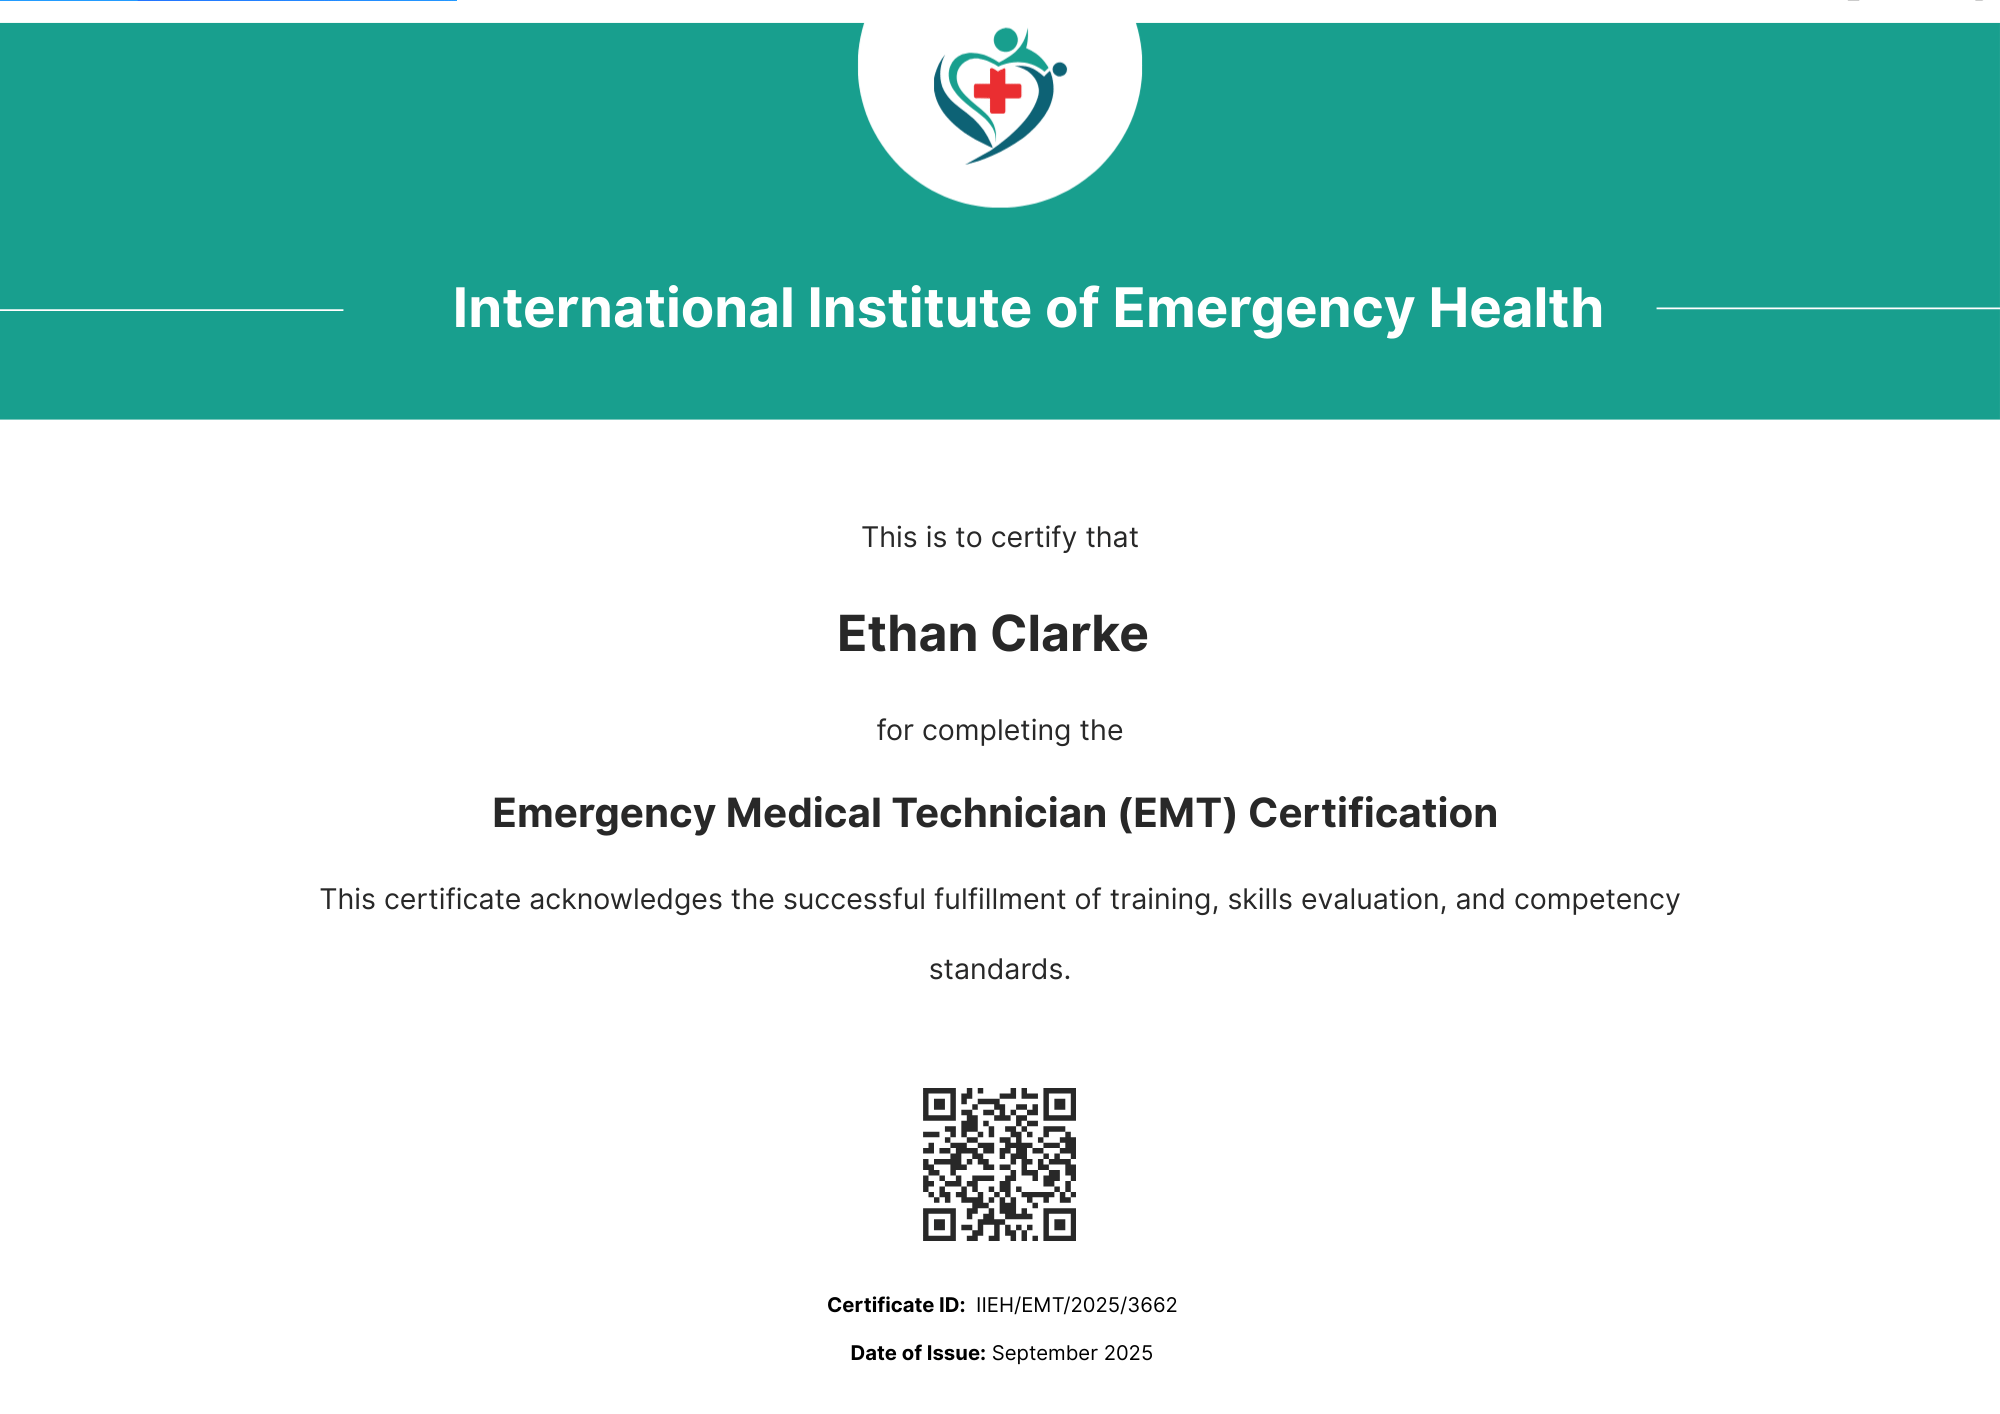 International Institute of Emergency Health
This is to certify that
Ethan Clarke
for completing the
Emergency Medical Technician (EMT) Certification
This certificate acknowledges the successful fulfillment of training, skills evaluation, and competency
standards.
Certificate ID: IIEH/EMT/2025/3662
Date of Issue: September 2025